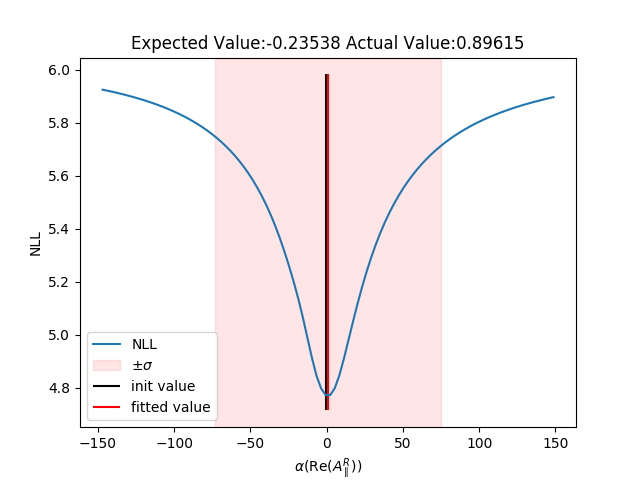 Expected Value:-0.23538 Actual Value:0.89615
6.0
5.8
5.6
5.4
5.2
5.0
4.8
NLL
NLL
±σ
init value
fitted value
−150 −100 −50 0 50 100 150
α(Re(A_∥^R))